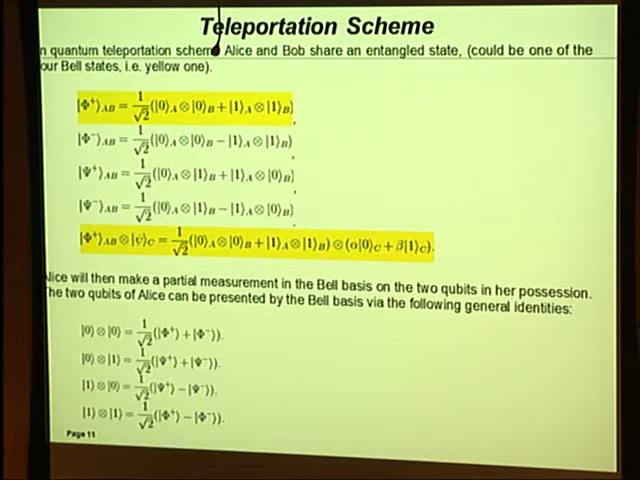 Teleportation Scheme
n quantum teleportation scheme Alice and Bob share an entangled state, (could be one of the
our Bell states, i.e. yellow one).
|Φ⁺⟩_AB = 1/√2 (|0⟩_A ⊗ |0⟩_B + |1⟩_A ⊗ |1⟩_B),
|Φ⁻⟩_AB = 1/√2 (|0⟩_A ⊗ |0⟩_B − |1⟩_A ⊗ |1⟩_B),
|Ψ⁺⟩_AB = 1/√2 (|0⟩_A ⊗ |1⟩_B + |1⟩_A ⊗ |0⟩_B),
|Ψ⁻⟩_AB = 1/√2 (|0⟩_A ⊗ |1⟩_B − |1⟩_A ⊗ |0⟩_B)
|Φ⁺⟩_AB ⊗ |ψ⟩_C = 1/√2 (|0⟩_A ⊗ |0⟩_B + |1⟩_A ⊗ |1⟩_B) ⊗ (α|0⟩_C + β|1⟩_C).
Alice will then make a partial measurement in the Bell basis on the two qubits in her possession.
The two qubits of Alice can be presented by the Bell basis via the following general identities:
|0⟩ ⊗ |0⟩ = 1/√2 (|Φ⁺⟩ + |Φ⁻⟩).
|0⟩ ⊗ |1⟩ = 1/√2 (|Ψ⁺⟩ + |Ψ⁻⟩).
|1⟩ ⊗ |0⟩ = 1/√2 (|Ψ⁺⟩ − |Ψ⁻⟩).
|1⟩ ⊗ |1⟩ = 1/√2 (|Φ⁺⟩ − |Φ⁻⟩).
Page 11